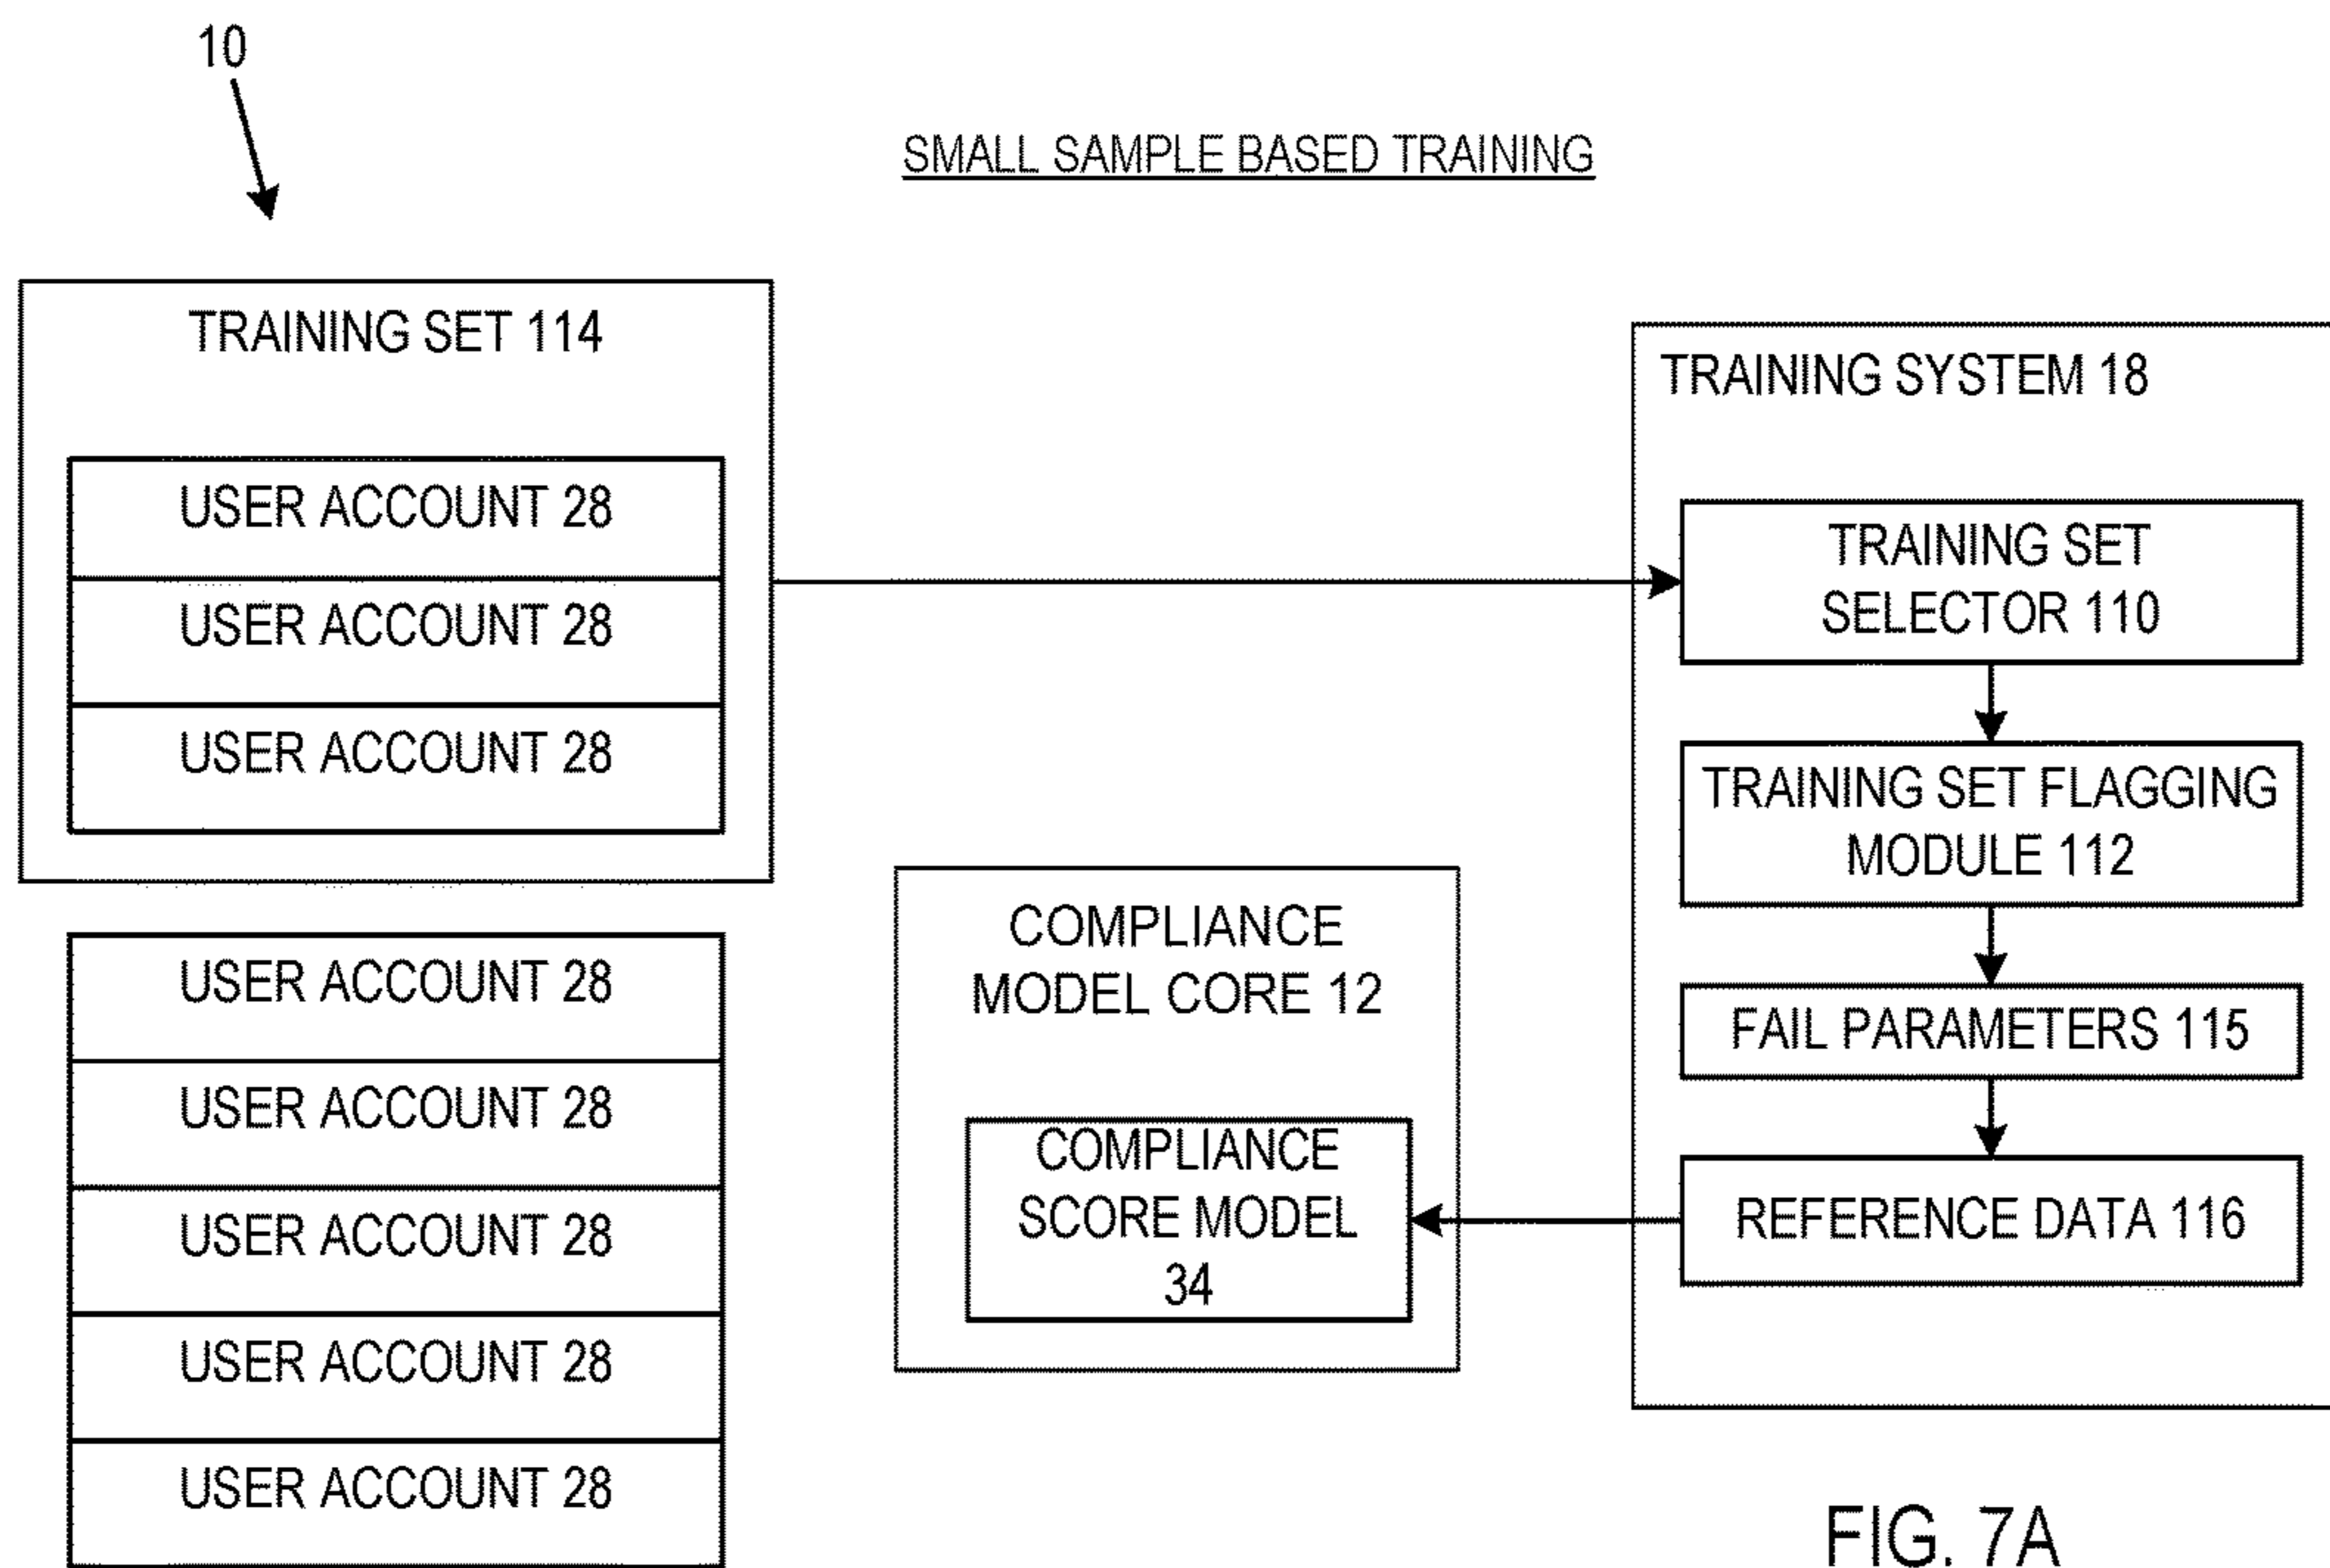 10
SMALL SAMPLE BASED TRAINING
TRAINING SET 114
USER ACCOUNT 28
USER ACCOUNT 28
USER ACCOUNT 28
USER ACCOUNT 28
USER ACCOUNT 28
USER ACCOUNT 28
USER ACCOUNT 28
USER ACCOUNT 28
COMPLIANCE
MODEL CORE 12
COMPLIANCE
SCORE MODEL
34
TRAINING SYSTEM 18
TRAINING SET
SELECTOR 110
TRAINING SET FLAGGING
MODULE 112
FAIL PARAMETERS 115
REFERENCE DATA 116
FIG. 7A